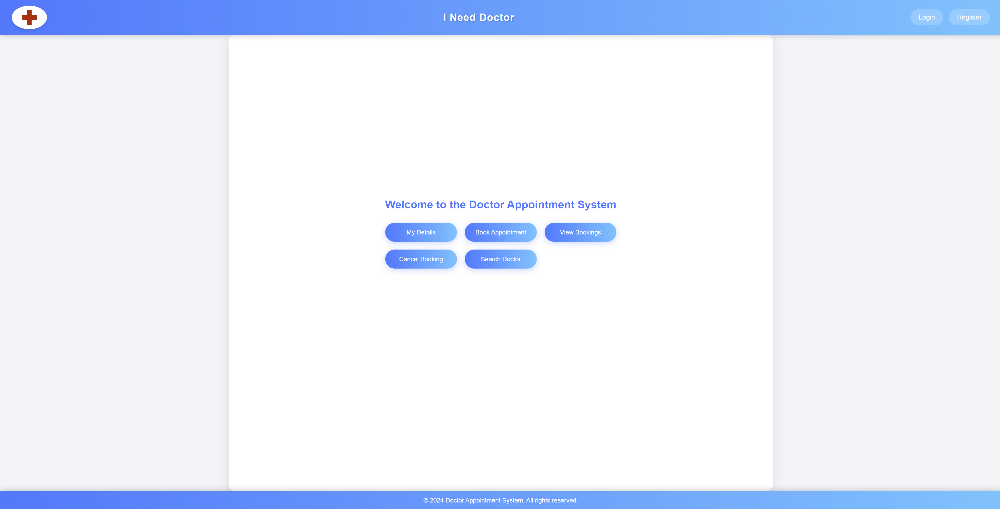 I Need Doctor
Login
Register
Welcome to the Doctor Appointment System
My Details
Book Appointment
View Bookings
Cancel Booking
Search Doctor
© 2024 Doctor Appointment System. All rights reserved.